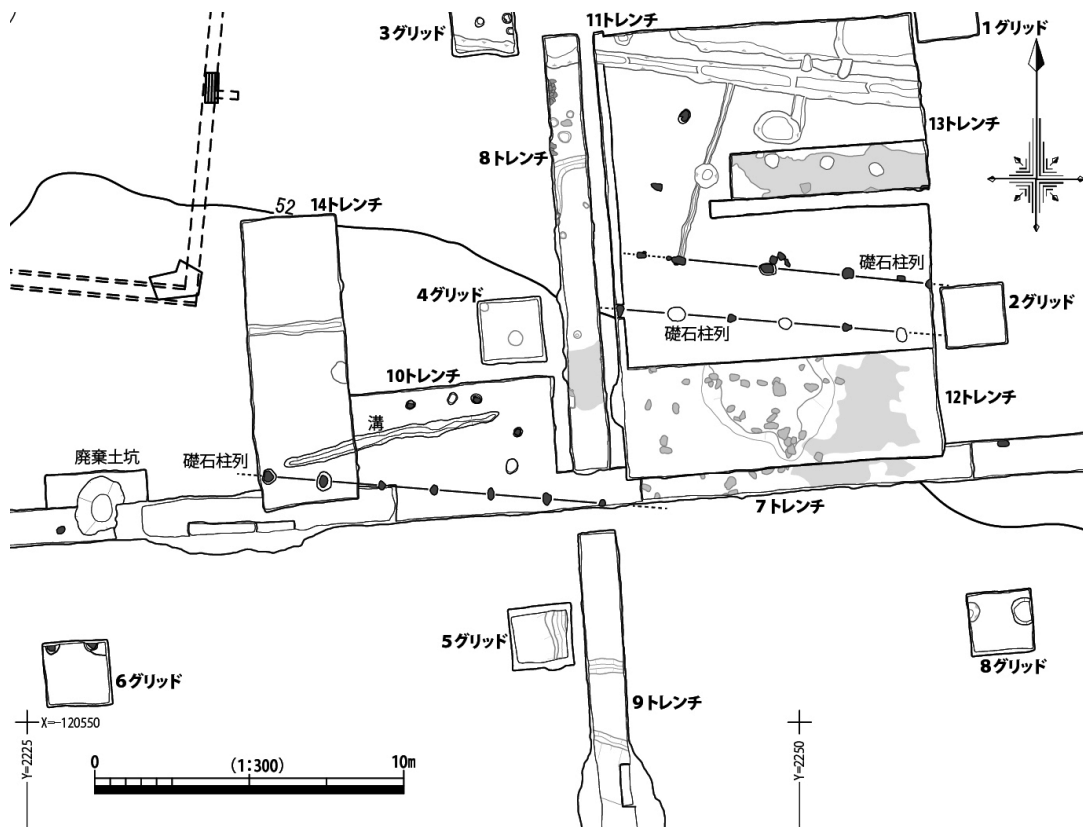 11トレンチ
3グリッド
1グリッド
13トレンチ
8トレンチ
52
14トレンチ
礎石柱列
4グリッド
2グリッド
礎石柱列
10トレンチ
12トレンチ
溝
廃棄土坑
礎石柱列
7トレンチ
5グリッド
8グリッド
6グリッド
9トレンチ
X=-120550
Y=2225
Y=2250
0
(1:300)
10m